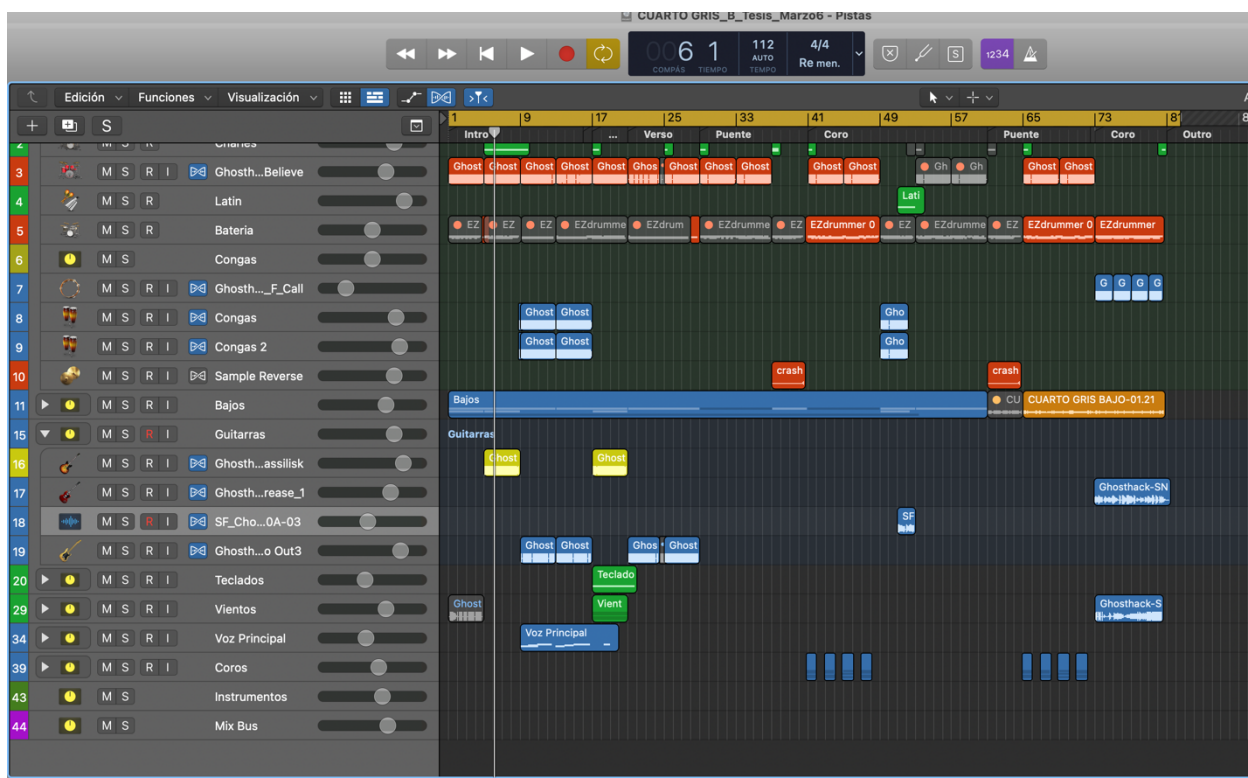 CUARTO GRIS_B_Tesis_Marzo6 - Pistas
006 1 112 4/4
AUTO Re men.
COMPÁS TIEMPO TEMPO
S 1234
Edición Funciones Visualización
S
1 9 17 25 33 41 49 57 65 73 81
Intro ... Verso Puente Coro Puente Coro Outro
2 M S R Charles
3 M S R I Ghosth...Believe Ghost Ghost Ghost Ghost Ghost Ghos Ghost Ghost Ghost Ghost Ghost Gh Gh Ghost Ghost
4 M S R Latin Lati
5 M S R Bateria EZ EZ EZ EZdrumme EZdrum EZdrumme EZ EZdrummer 0 EZ EZdrumme EZ EZdrummer 0 EZdrummer
6 M S Congas
7 M S R I Ghosth..._F_Call G G G G
8 M S R I Congas Ghost Ghost Gho
9 M S R I Congas 2 Ghost Ghost Gho
10 M S R I Sample Reverse crash crash
11 M S R I Bajos Bajos CU CUARTO GRIS BAJO-01.21
15 M S R I Guitarras Guitarras
16 M S R I Ghosth...assilisk Ghost Ghost
17 M S R I Ghosth...rease_1 Ghosthack-SN
18 M S R I SF_Cho...0A-03 SF
19 M S R I Ghosth...o Out3 Ghost Ghost Ghos Ghost
20 M S R I Teclados Teclado
29 M S R I Vientos Ghost Vient Ghosthack-S
34 M S R I Voz Principal Voz Principal
39 M S R I Coros
43 M S Instrumentos
44 M S Mix Bus